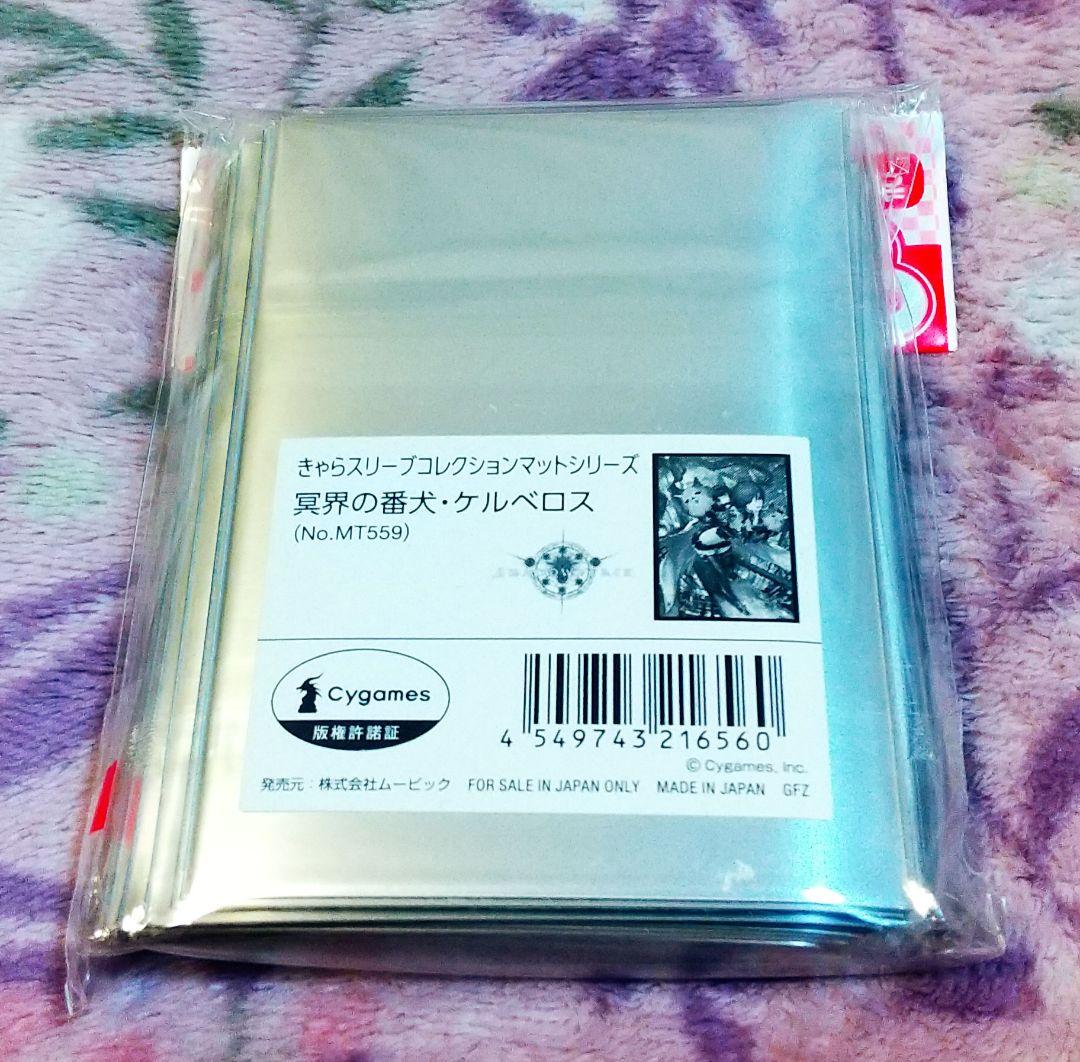 きゃらスリーブコレクションマットシリーズ
冥界の番犬・ケルベロス
(No.MT559)
Cygames
版権許諾証
4 549743 216560
© Cygames, Inc.
発売元：株式会社ムービック FOR SALE IN JAPAN ONLY MADE IN JAPAN GFZ